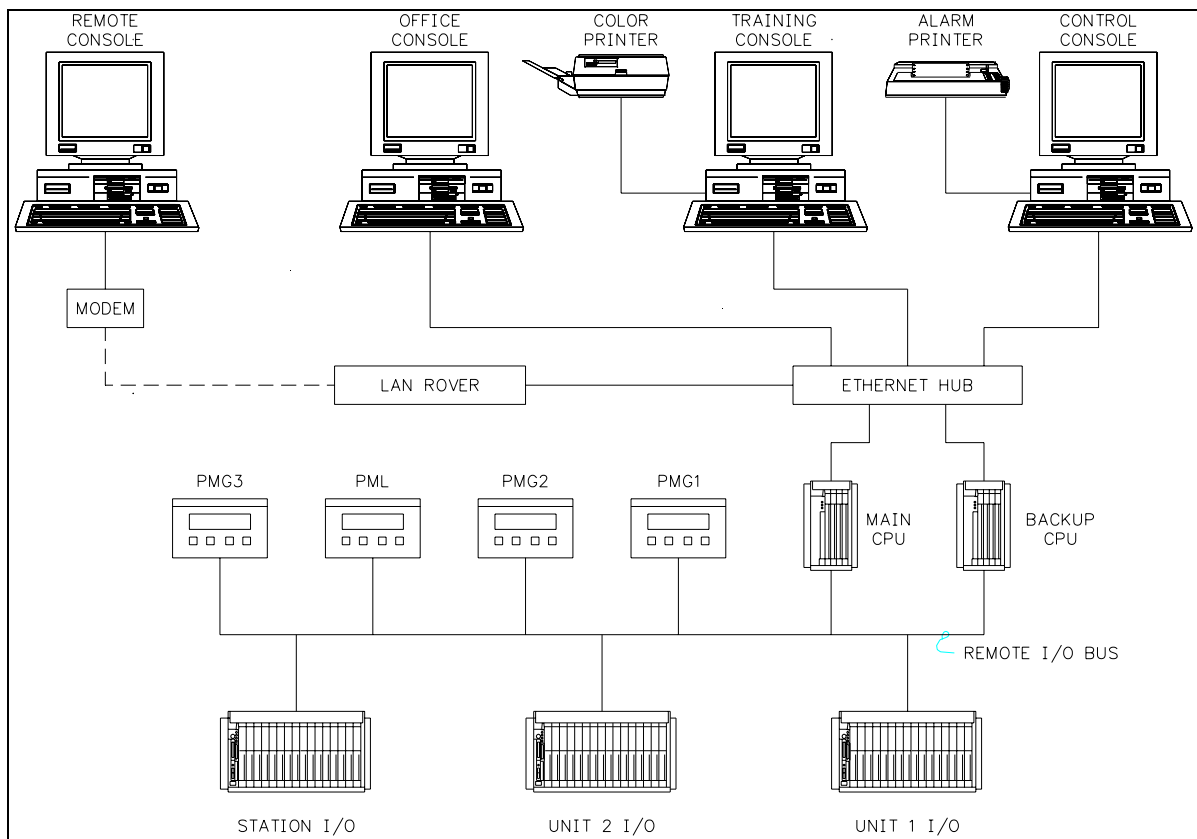 REMOTE
CONSOLE
OFFICE
CONSOLE
COLOR
PRINTER
TRAINING
CONSOLE
ALARM
PRINTER
CONTROL
CONSOLE
MODEM
LAN ROVER
ETHERNET HUB
PMG3
PML
PMG2
PMG1
MAIN
CPU
BACKUP
CPU
REMOTE I/O BUS
STATION I/O
UNIT 2 I/O
UNIT 1 I/O